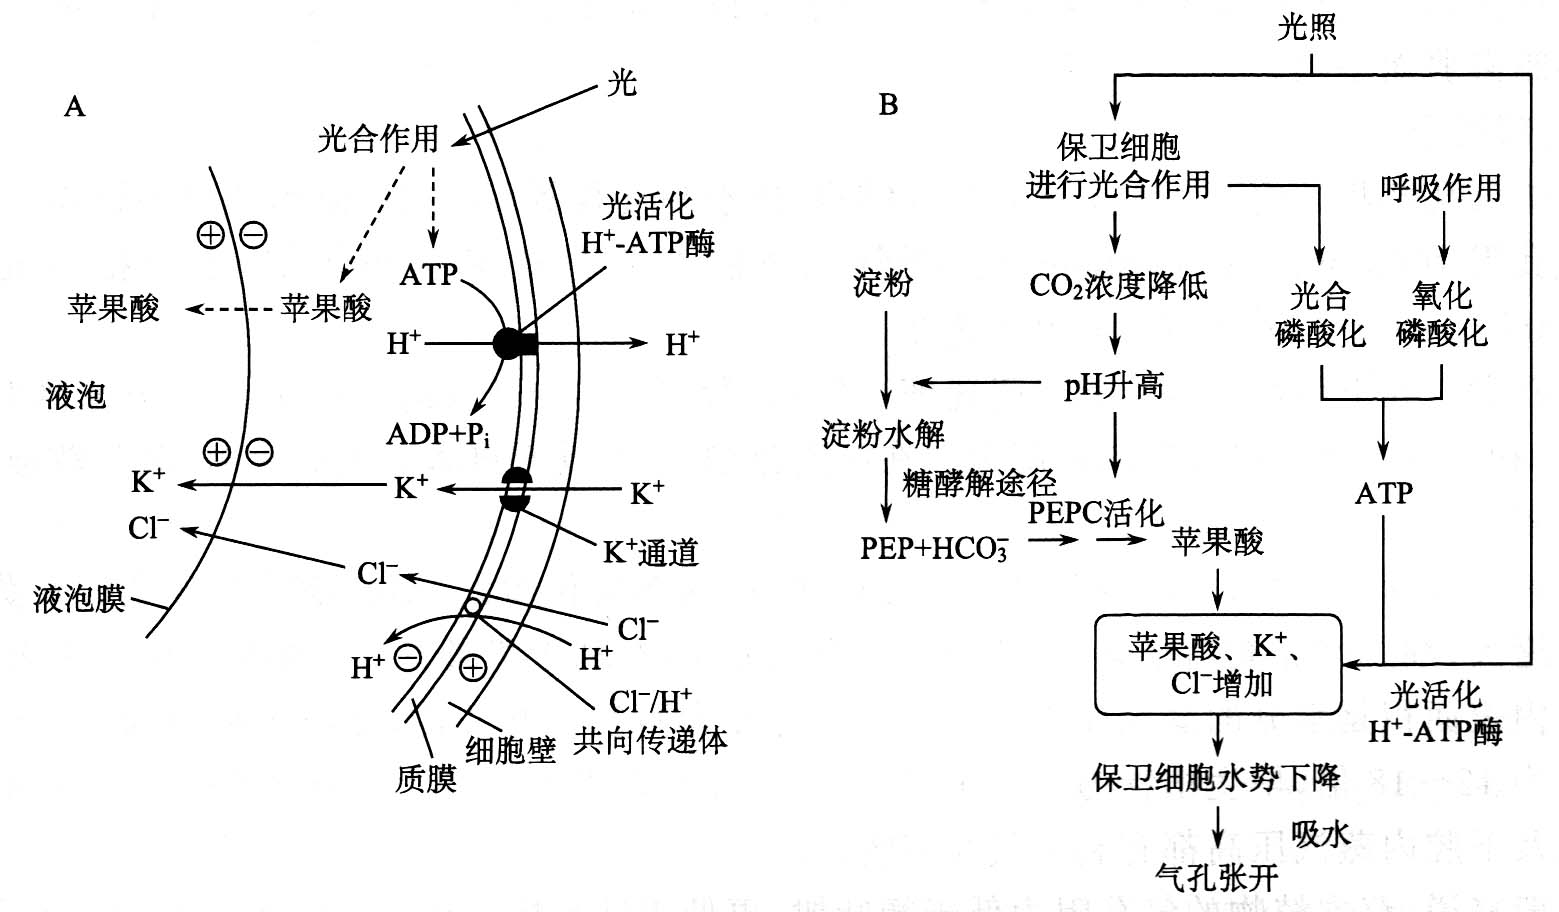 A
光
光合作用
光活化
H⁺-ATP酶
⊕ ⊖
ATP
苹果酸
苹果酸
H⁺
H⁺
液泡
ADP+Pᵢ
⊕ ⊖
K⁺
K⁺
K⁺
Cl⁻
K⁺通道
Cl⁻
液泡膜
Cl⁻
H⁺
⊖
⊕
H⁺
Cl⁻/H⁺
共向传递体
细胞壁
质膜
B
光照
保卫细胞
进行光合作用
呼吸作用
淀粉
CO₂浓度降低
光合
磷酸化
氧化
磷酸化
pH升高
淀粉水解
糖酵解途径
ATP
PEPC活化
PEP+HCO₃⁻
苹果酸
苹果酸、K⁺、
Cl⁻增加
光活化
H⁺-ATP酶
保卫细胞水势下降
吸水
气孔张开